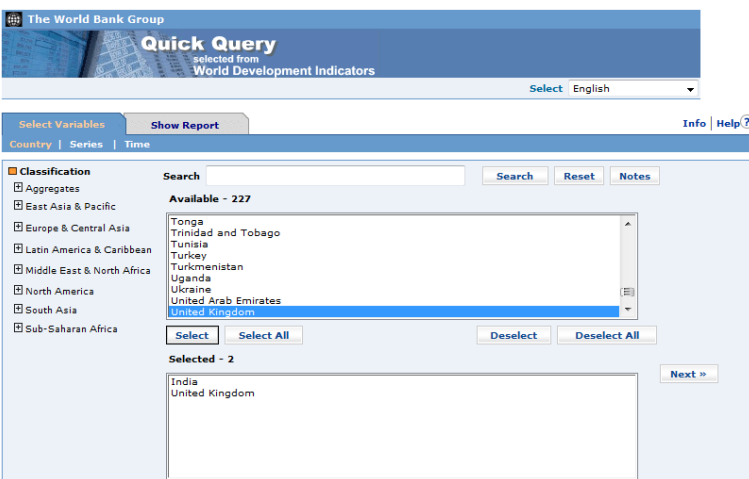 The World Bank Group
Quick Query
selected from
World Development Indicators
Select English
Select Variables Show Report Info | Help ?
Country | Series | Time
Classification
Aggregates
East Asia & Pacific
Europe & Central Asia
Latin America & Caribbean
Middle East & North Africa
North America
South Asia
Sub-Saharan Africa
Search Search Reset Notes
Available - 227
Tonga
Trinidad and Tobago
Tunisia
Turkey
Turkmenistan
Uganda
Ukraine
United Arab Emirates
United Kingdom
Select Select All Deselect Deselect All
Selected - 2
India
United Kingdom
Next »